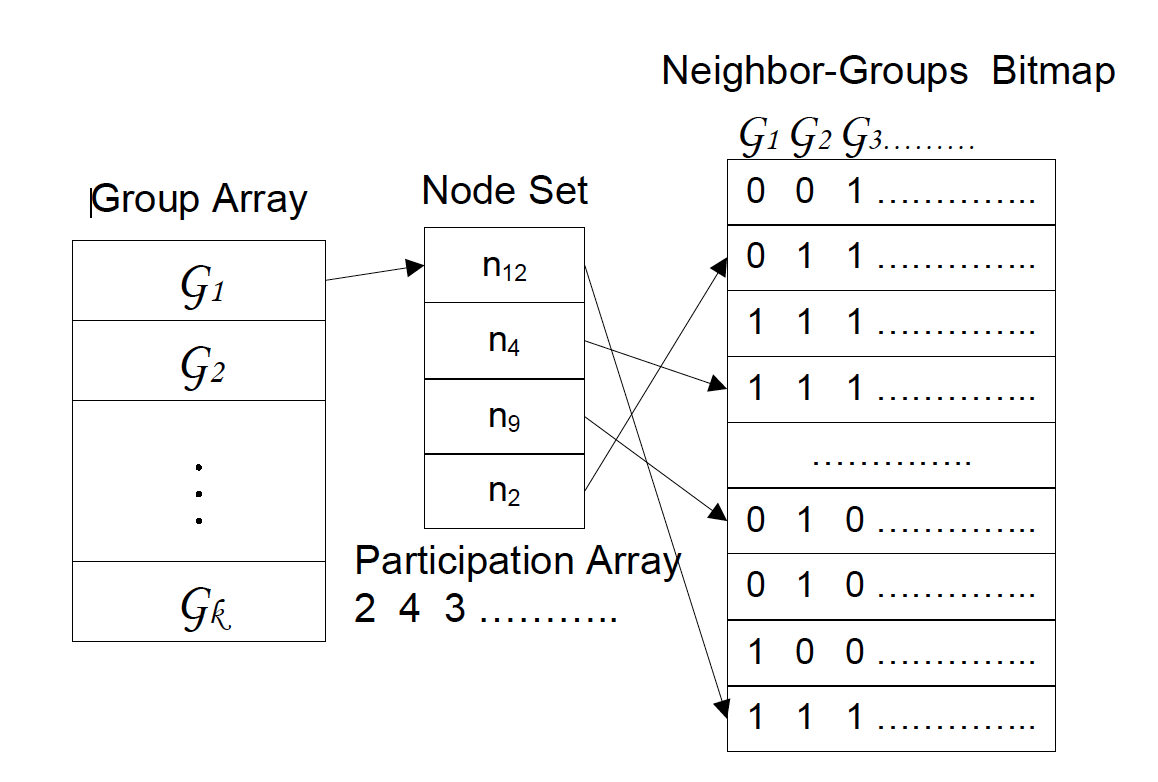 Neighbor-Groups Bitmap
G1 G2 G3.........
Group Array
G1
G2
Gk
Node Set
n12
n4
n9
n2
Participation Array
2 4 3 ...........
0 0 1 ..............
0 1 1 ..............
1 1 1 ..............
1 1 1 ..............
..............
0 1 0 ..............
0 1 0 ..............
1 0 0 ..............
1 1 1 ..............